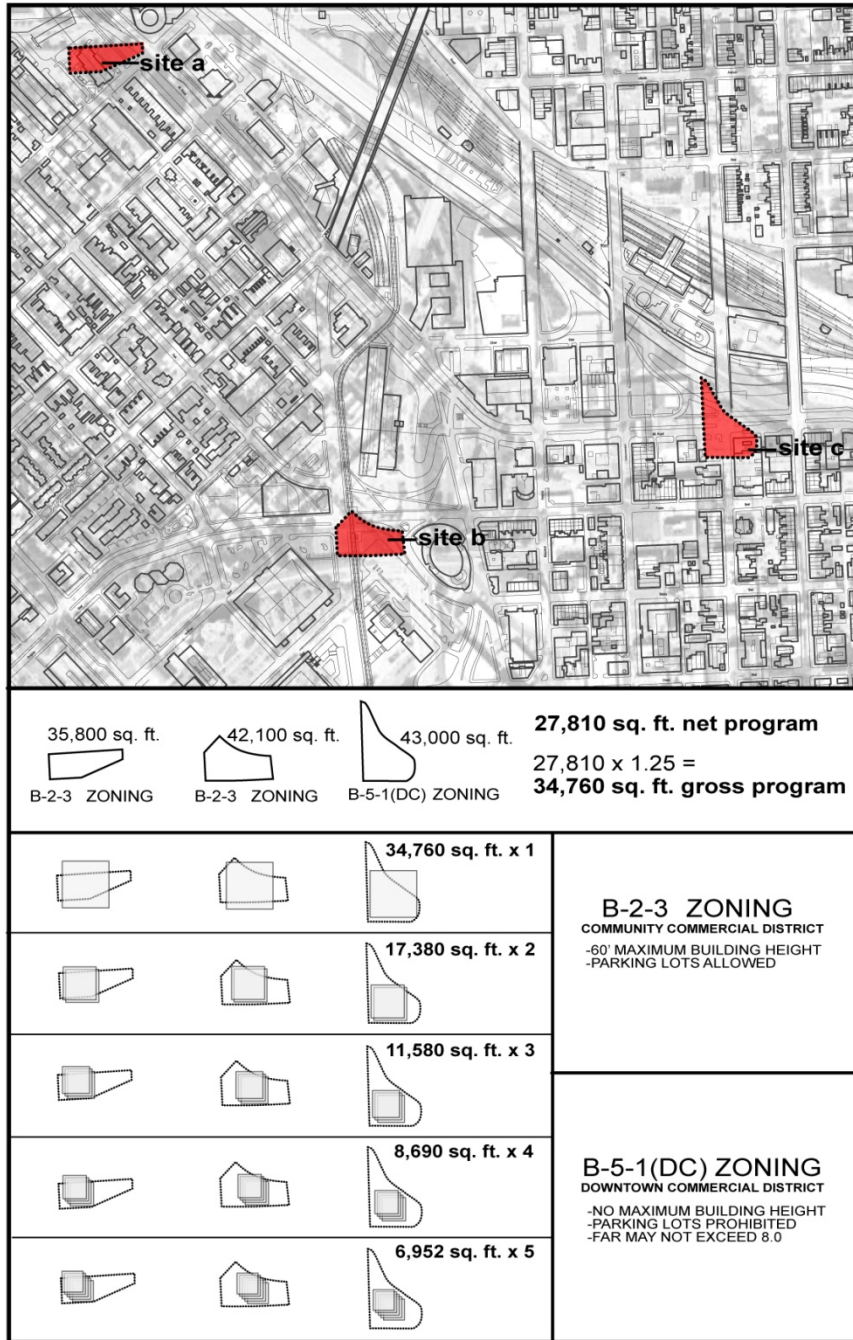 site a
site c
site b
35,800 sq. ft.
B-2-3 ZONING
42,100 sq. ft.
B-2-3 ZONING
43,000 sq. ft.
B-5-1(DC) ZONING
27,810 sq. ft. net program
27,810 x 1.25 =
34,760 sq. ft. gross program
34,760 sq. ft. x 1
17,380 sq. ft. x 2
11,580 sq. ft. x 3
8,690 sq. ft. x 4
6,952 sq. ft. x 5
B-2-3 ZONING
COMMUNITY COMMERCIAL DISTRICT
-60' MAXIMUM BUILDING HEIGHT
-PARKING LOTS ALLOWED
B-5-1(DC) ZONING
DOWNTOWN COMMERCIAL DISTRICT
-NO MAXIMUM BUILDING HEIGHT
-PARKING LOTS PROHIBITED
-FAR MAY NOT EXCEED 8.0